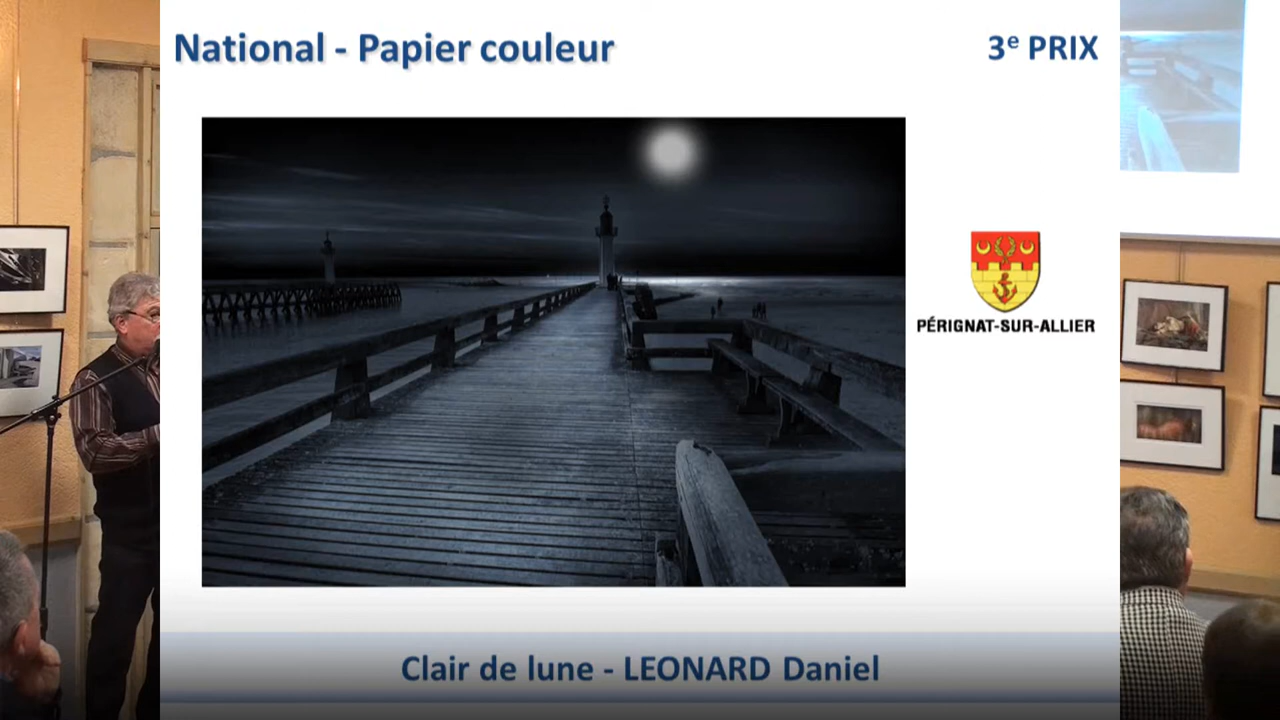 National - Papier couleur
3e PRIX
PÉRIGNAT-SUR-ALLIER
Clair de lune - LEONARD Daniel